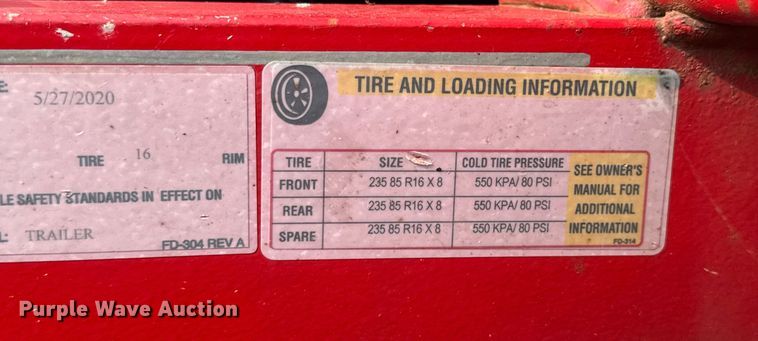 5/27/2020
TIRE 16 RIM
LE SAFETY STANDARDS IN EFFECT ON
TRAILER
FD-304 REV A
TIRE AND LOADING INFORMATION
TIRE SIZE COLD TIRE PRESSURE
FRONT 235 85 R16 X 8 550 KPA/ 80 PSI
REAR 235 85 R16 X 8 550 KPA/ 80 PSI
SPARE 235 85 R16 X 8 550 KPA/ 80 PSI
SEE OWNER'S
MANUAL FOR
ADDITIONAL
INFORMATION
FD-314
Purple Wave Auction